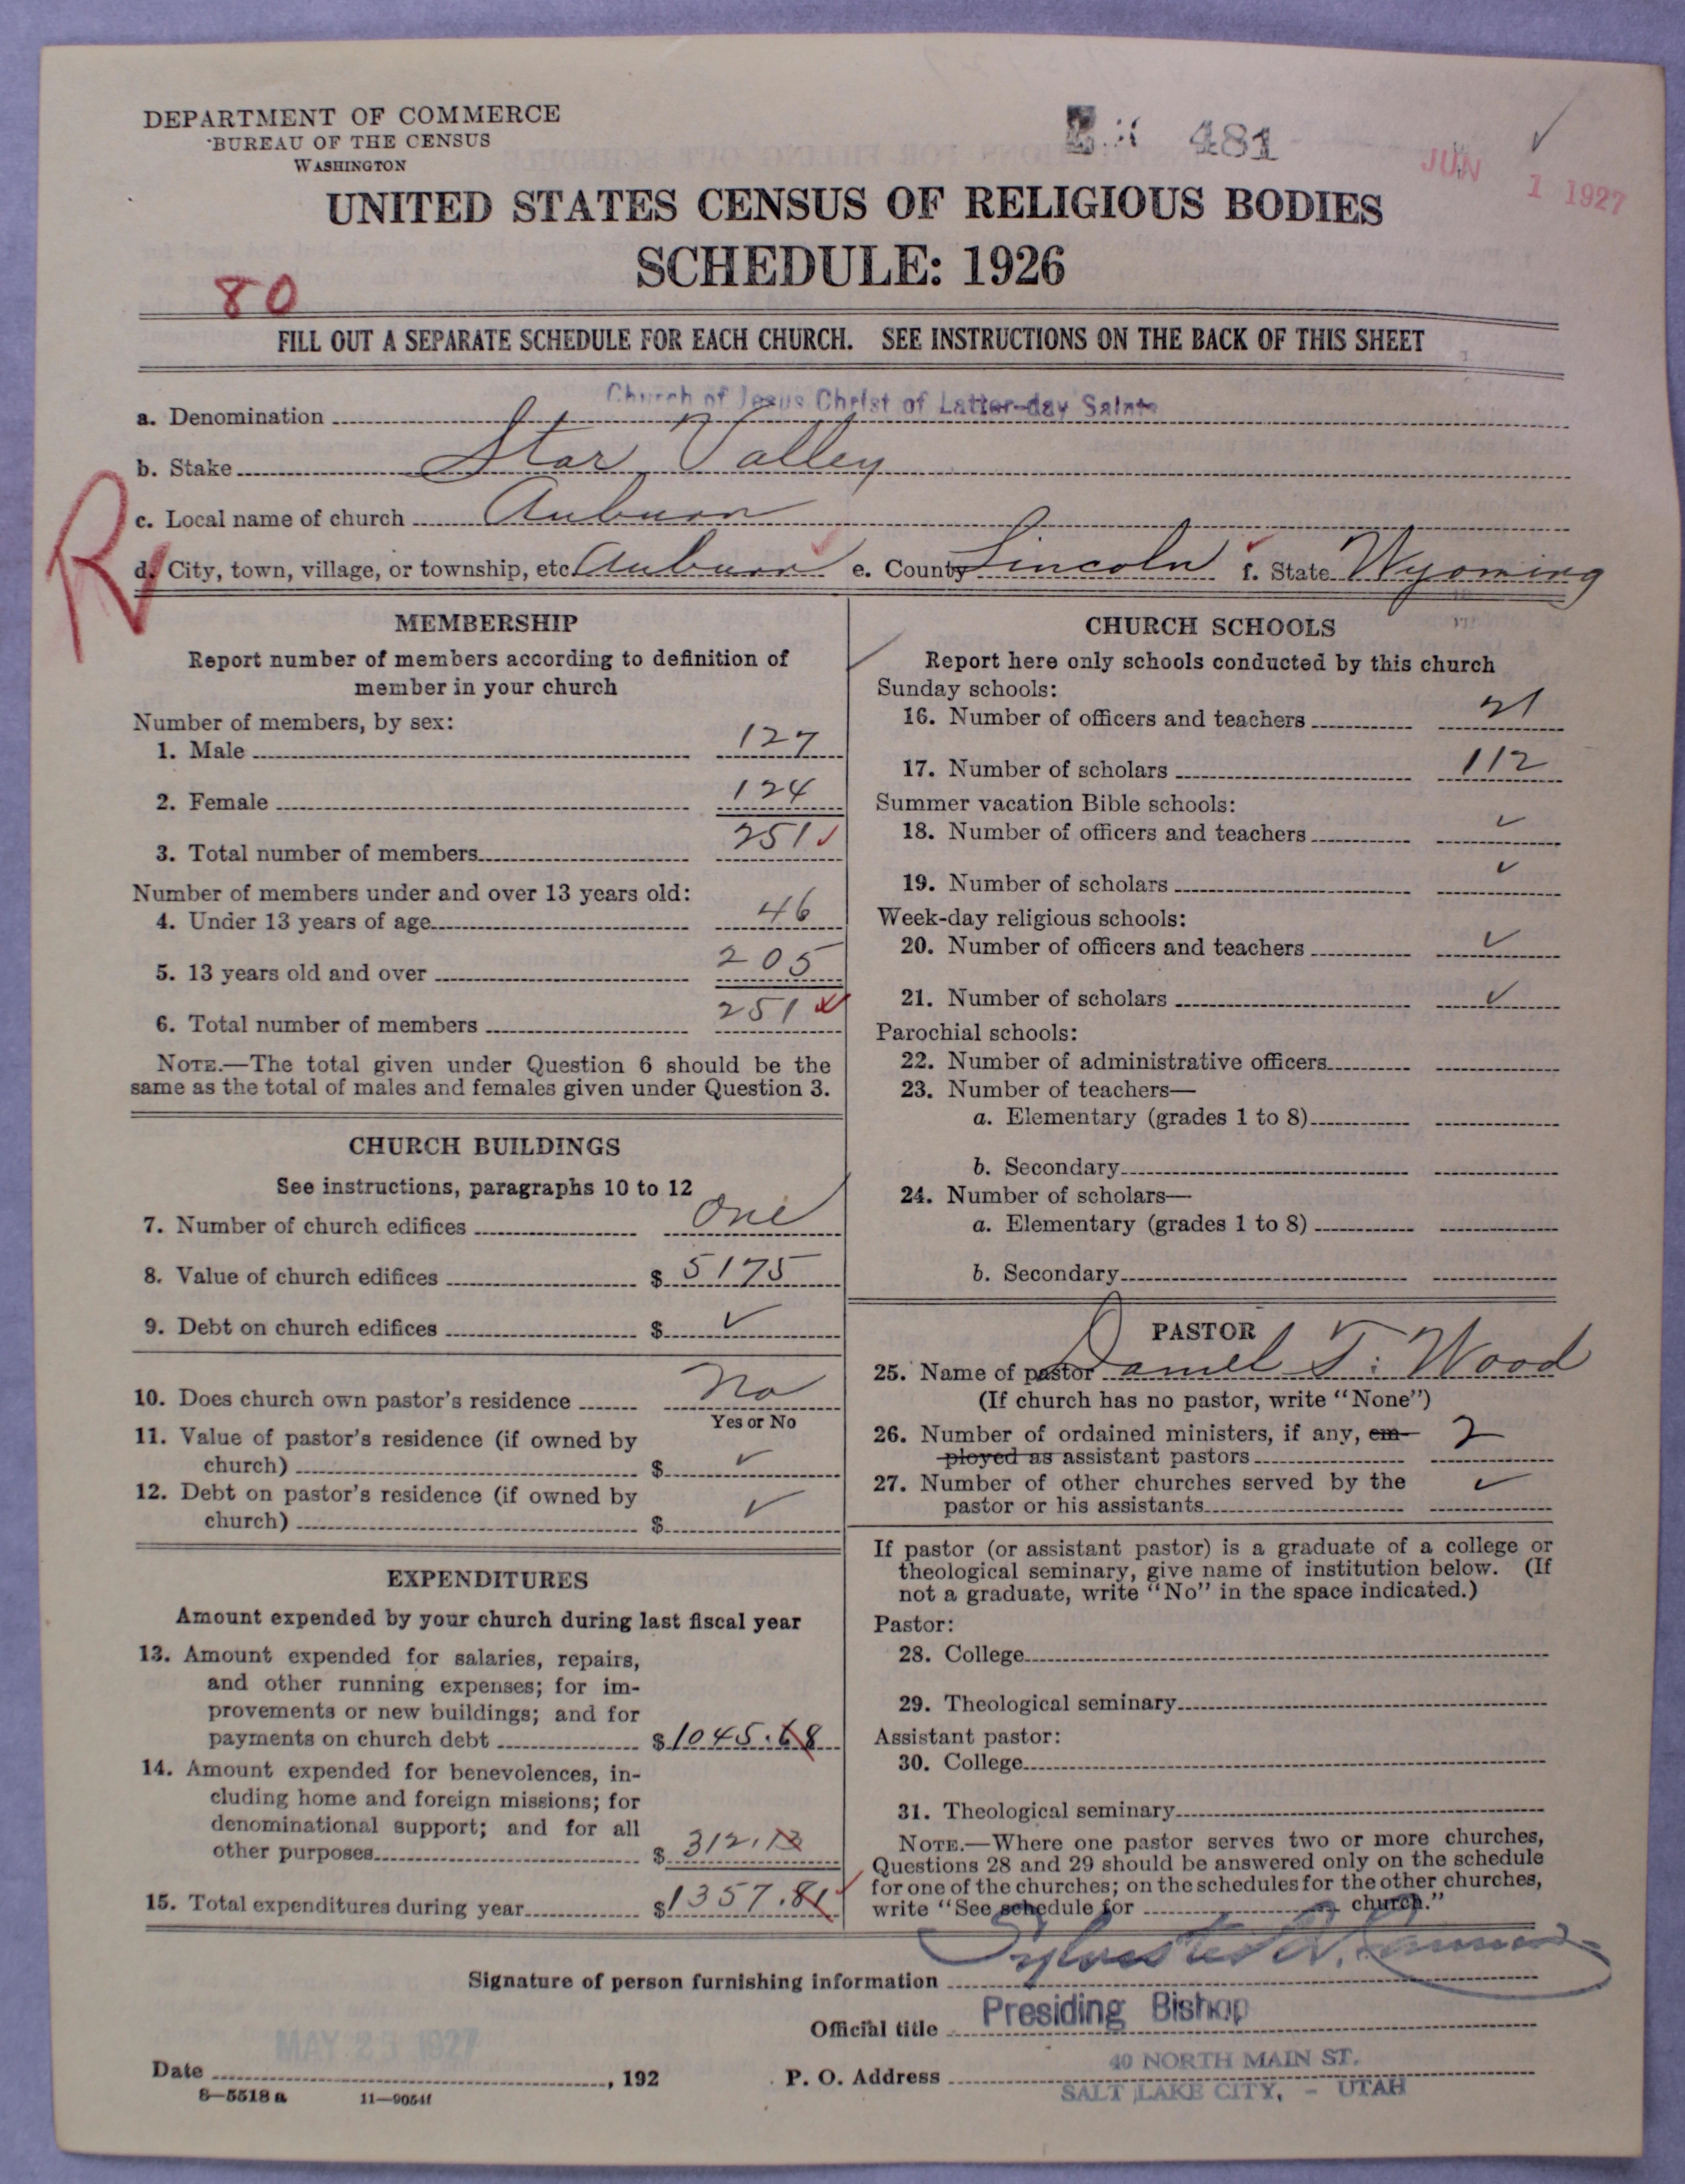 DEPARTMENT OF COMMERCE
BUREAU OF THE CENSUS
WASHINGTON
481
JUN 1 1927
UNITED STATES CENSUS OF RELIGIOUS BODIES
SCHEDULE: 1926
80
FILL OUT A SEPARATE SCHEDULE FOR EACH CHURCH. SEE INSTRUCTIONS ON THE BACK OF THIS SHEET
a. Denomination Church of Jesus Christ of Latter-day Saints
b. Stake Star Valley
c. Local name of church Auburn
R
d. City, town, village, or township, etc. Auburn e. County Lincoln f. State Wyoming
MEMBERSHIP
Report number of members according to definition of
member in your church
Number of members, by sex:
1. Male 127
2. Female 124
3. Total number of members 251 ✓
Number of members under and over 13 years old:
4. Under 13 years of age 46
5. 13 years old and over 205
6. Total number of members 251 ✓
NOTE.—The total given under Question 6 should be the
same as the total of males and females given under Question 3.
CHURCH BUILDINGS
See instructions, paragraphs 10 to 12
7. Number of church edifices One
8. Value of church edifices $ 5175
9. Debt on church edifices $ ✓
10. Does church own pastor's residence No
Yes or No
11. Value of pastor's residence (if owned by
church) $ ✓
12. Debt on pastor's residence (if owned by
church) $ ✓
EXPENDITURES
Amount expended by your church during last fiscal year
13. Amount expended for salaries, repairs,
and other running expenses; for im-
provements or new buildings; and for
payments on church debt $ 1045.68
14. Amount expended for benevolences, in-
cluding home and foreign missions; for
denominational support; and for all
other purposes $ 312.13
15. Total expenditures during year $ 1357.81 ✓
CHURCH SCHOOLS
Report here only schools conducted by this church
Sunday schools:
16. Number of officers and teachers 21
17. Number of scholars 112
Summer vacation Bible schools:
18. Number of officers and teachers ✓
19. Number of scholars ✓
Week-day religious schools:
20. Number of officers and teachers ✓
21. Number of scholars ✓
Parochial schools:
22. Number of administrative officers
23. Number of teachers—
a. Elementary (grades 1 to 8)
b. Secondary
24. Number of scholars—
a. Elementary (grades 1 to 8)
b. Secondary
PASTOR
25. Name of pastor Daniel T. Wood
(If church has no pastor, write "None")
26. Number of ordained ministers, if any, em-
ployed as assistant pastors 2
27. Number of other churches served by the
pastor or his assistants ✓
If pastor (or assistant pastor) is a graduate of a college or
theological seminary, give name of institution below. (If
not a graduate, write "No" in the space indicated.)
Pastor:
28. College
29. Theological seminary
Assistant pastor:
30. College
31. Theological seminary
NOTE.—Where one pastor serves two or more churches,
Questions 28 and 29 should be answered only on the schedule
for one of the churches; on the schedules for the other churches,
write "See schedule for church."
Signature of person furnishing information Sylvester Q. Cannon
Official title Presiding Bishop
MAY 25 1927
Date , 192
P. O. Address 40 NORTH MAIN ST.
SALT LAKE CITY, - UTAH
8—5518 a 11—9054f